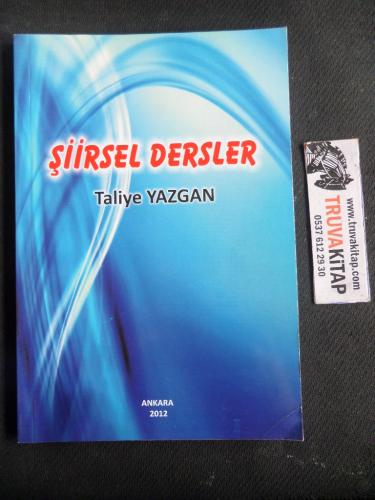 ŞİİRSEL DERSLER
Taliye YAZGAN
ANKARA
2012
www.truvakitap.com
TRUVAKİTAP
0537 612 29 30